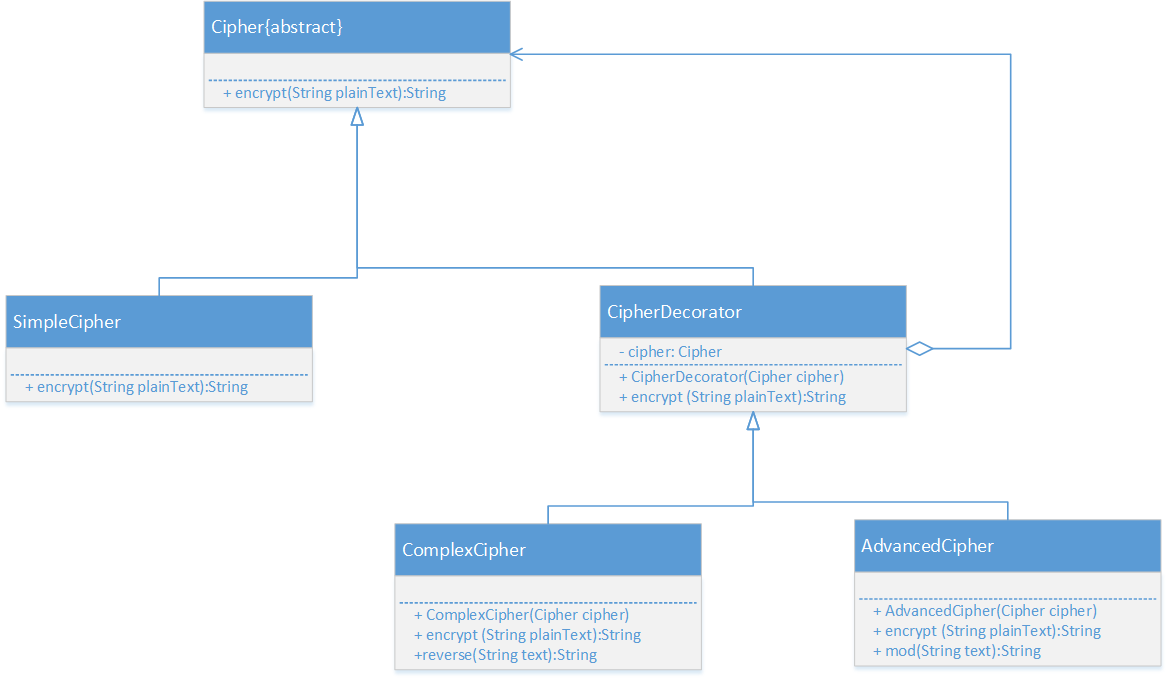 Cipher{abstract}
+ encrypt(String plainText):String
SimpleCipher
+ encrypt(String plainText):String
CipherDecorator
- cipher: Cipher
+ CipherDecorator(Cipher cipher)
+ encrypt (String plainText):String
ComplexCipher
+ ComplexCipher(Cipher cipher)
+ encrypt (String plainText):String
+reverse(String text):String
AdvancedCipher
+ AdvancedCipher(Cipher cipher)
+ encrypt (String plainText):String
+ mod(String text):String